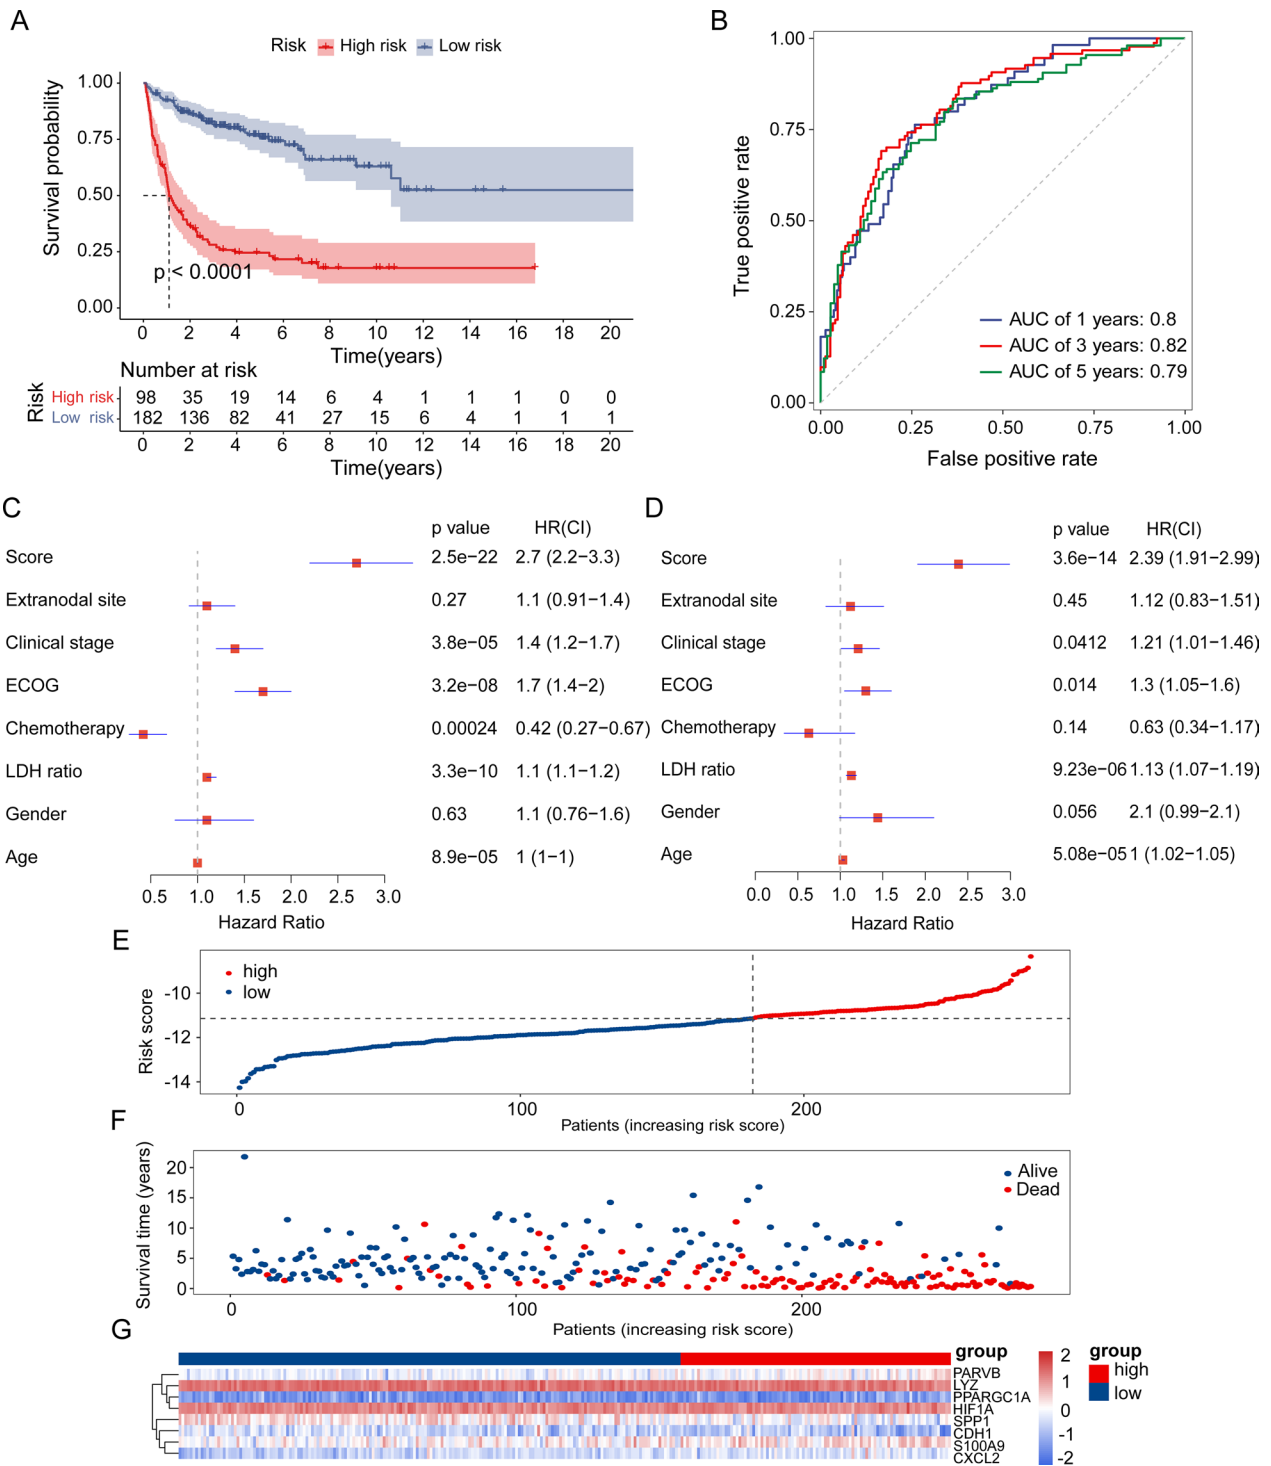 A
Risk High risk Low risk
Survival probability
1.00
0.75
0.50
0.25
0.00
p < 0.0001
0 2 4 6 8 10 12 14 16 18 20
Time(years)
Number at risk
Risk
High risk 98 35 19 14 6 4 1 1 1 0 0
Low risk 182 136 82 41 27 15 6 4 1 1 1
0 2 4 6 8 10 12 14 16 18 20
Time(years)
B
True positive rate
1.00
0.75
0.50
0.25
0.00
AUC of 1 years: 0.8
AUC of 3 years: 0.82
AUC of 5 years: 0.79
0.00 0.25 0.50 0.75 1.00
False positive rate
C
p value HR(CI)
Score 2.5e−22 2.7 (2.2−3.3)
Extranodal site 0.27 1.1 (0.91−1.4)
Clinical stage 3.8e−05 1.4 (1.2−1.7)
ECOG 3.2e−08 1.7 (1.4−2)
Chemotherapy 0.00024 0.42 (0.27−0.67)
LDH ratio 3.3e−10 1.1 (1.1−1.2)
Gender 0.63 1.1 (0.76−1.6)
Age 8.9e−05 1 (1−1)
0.5 1.0 1.5 2.0 2.5 3.0
Hazard Ratio
D
p value HR(CI)
Score 3.6e−14 2.39 (1.91−2.99)
Extranodal site 0.45 1.12 (0.83−1.51)
Clinical stage 0.0412 1.21 (1.01−1.46)
ECOG 0.014 1.3 (1.05−1.6)
Chemotherapy 0.14 0.63 (0.34−1.17)
LDH ratio 9.23e−06 1.13 (1.07−1.19)
Gender 0.056 2.1 (0.99−2.1)
Age 5.08e−05 1 (1.02−1.05)
0.0 0.5 1.0 1.5 2.0 2.5 3.0
Hazard Ratio
E
Risk score
high
low
-10
-12
-14
0 100 200
Patients (increasing risk score)
F
Survival time (years)
20
15
10
5
0
Alive
Dead
0 100 200
Patients (increasing risk score)
G
group
PARVB
LYZ
PPARGC1A
HIF1A
SPP1
CDH1
S100A9
CXCL2
2
1
0
-1
-2
group
high
low